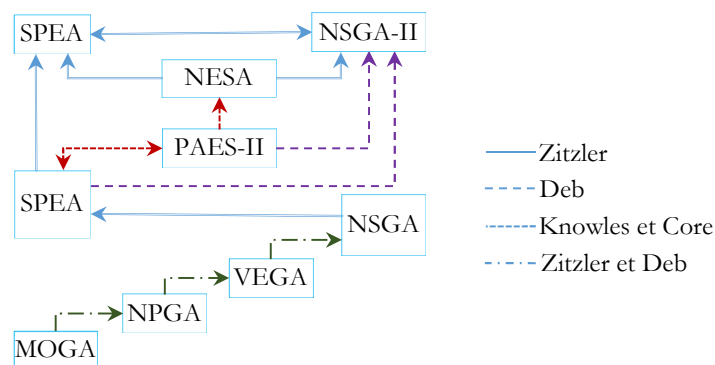 SPEA
NSGA-II
NESA
PAES-II
SPEA
NSGA
VEGA
NPGA
MOGA
Zitzler
Deb
Knowles et Core
Zitzler et Deb